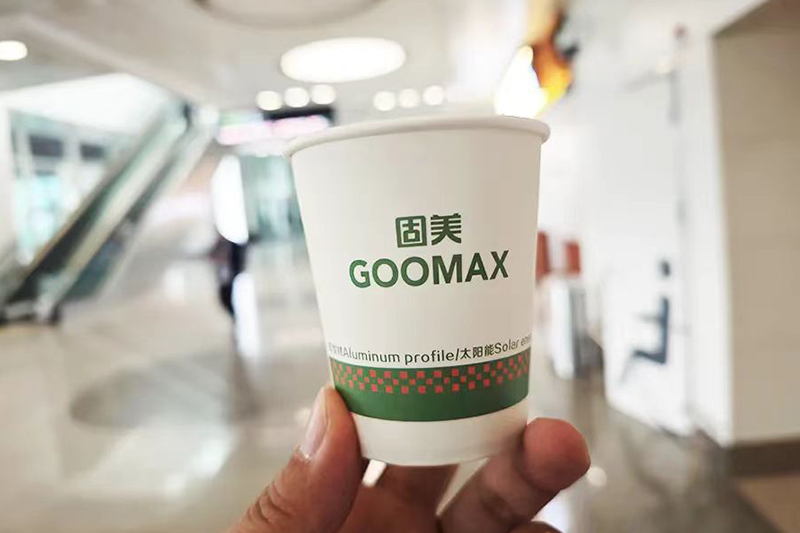 固美
GOOMAX
Aluminum profile/太阳能Solar